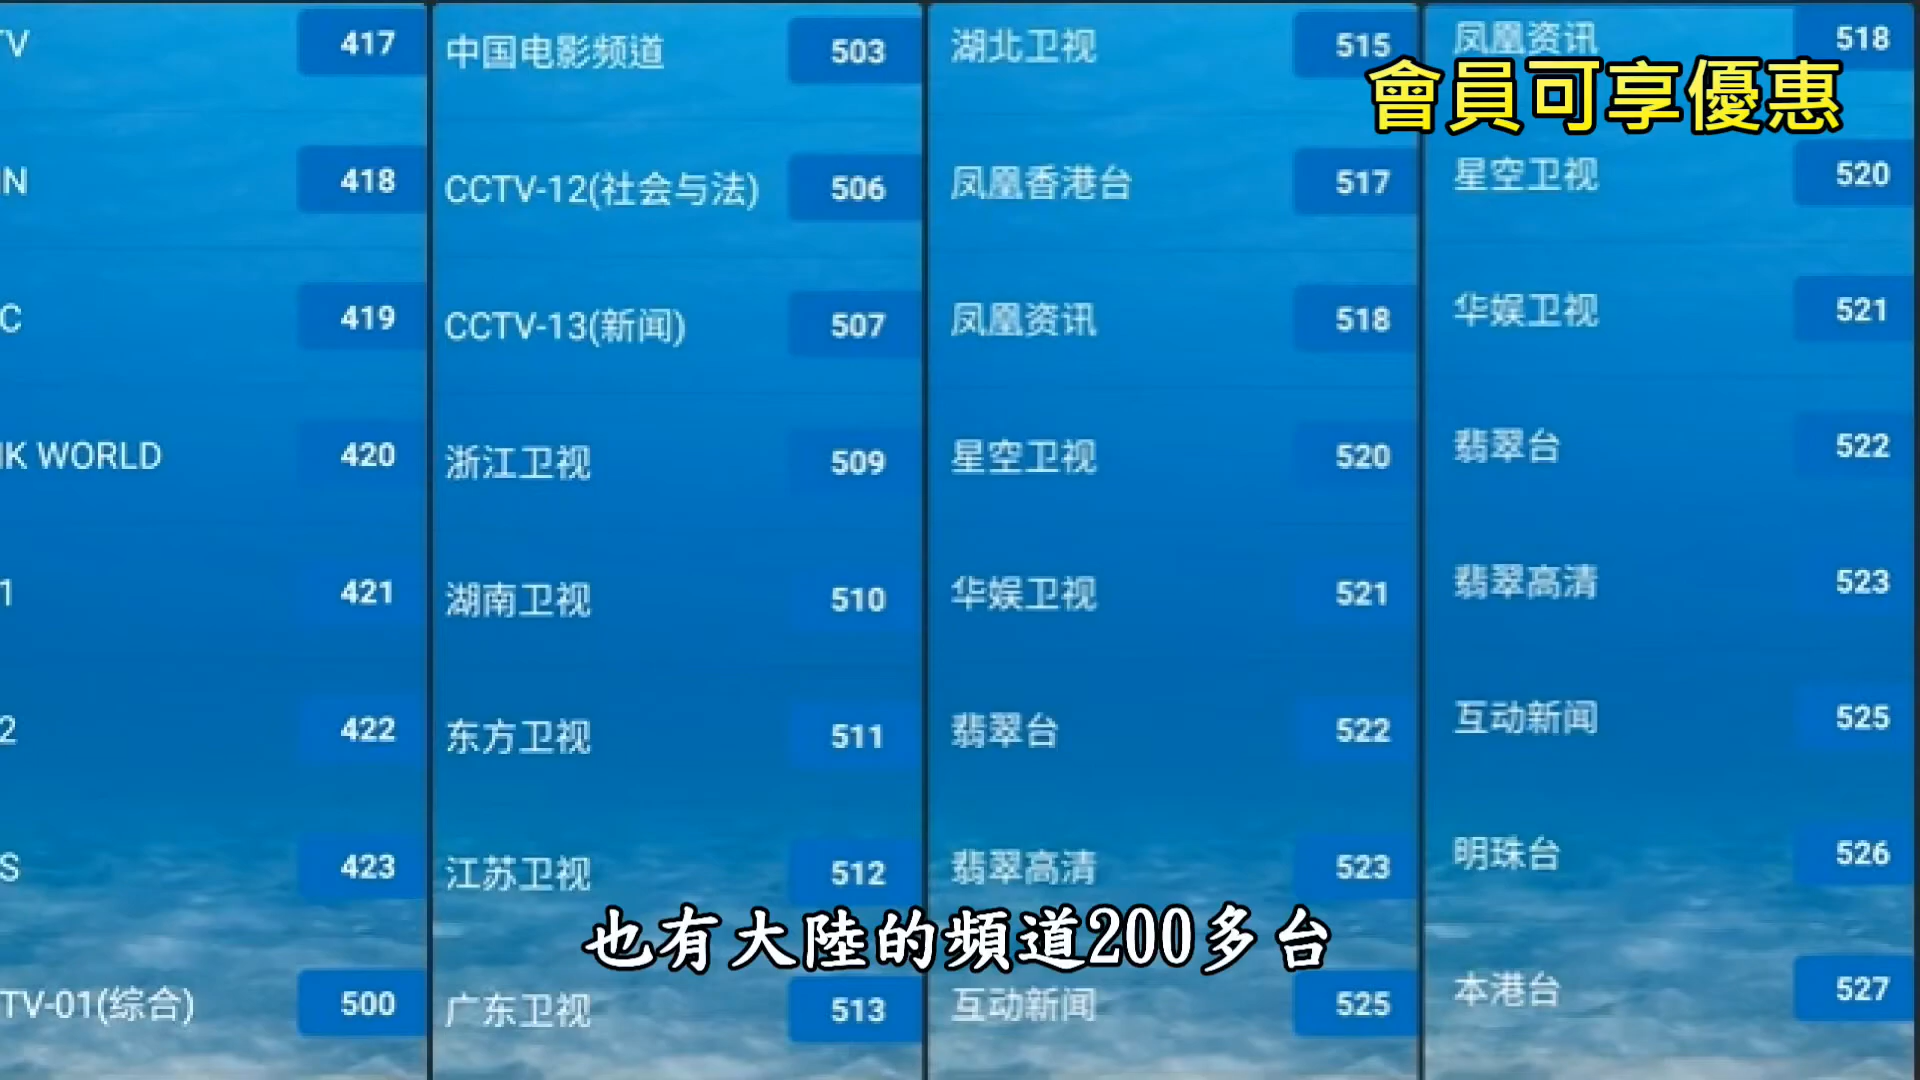 TV 417
IN 418
C 419
HK WORLD 420
1 421
2 422
S 423
TV-01(综合) 500
中国电影频道 503
CCTV-12(社会与法) 506
CCTV-13(新闻) 507
浙江卫视 509
湖南卫视 510
东方卫视 511
江苏卫视 512
广东卫视 513
湖北卫视 515
凤凰香港台 517
凤凰资讯 518
星空卫视 520
华娱卫视 521
翡翠台 522
翡翠高清 523
互动新闻 525
凤凰资讯 518
會員可享優惠
星空卫视 520
华娱卫视 521
翡翠台 522
翡翠高清 523
互动新闻 525
明珠台 526
本港台 527
也有大陸的頻道200多台